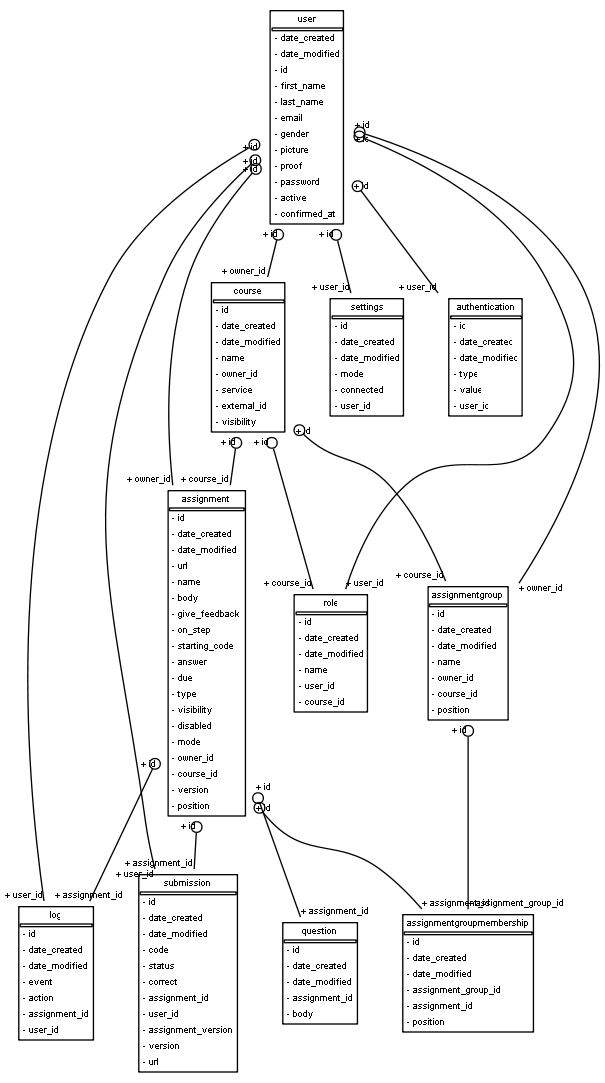 user
- date_created
- date_modified
- id
- first_name
- last_name
- email
- gender
- picture
- proof
- password
- active
- confirmed_at
+ id
+ id
+ id
+ id
+ id
+ id
+ id
+ id
+ owner_id
+ user_id
+ user_id
course
- id
- date_created
- date_modified
- name
- owner_id
- service
- external_id
- visibility
settings
- id
- date_created
- date_modified
- mode
- connected
- user_id
authentication
- id
- date_created
- date_modified
- type
- value
- user_id
+ id
+ id
+ id
+ owner_id
+ course_id
assignment
- id
- date_created
- date_modified
- url
- name
- body
- give_feedback
- on_step
- starting_code
- answer
- due
- type
- visibility
- disabled
- mode
- owner_id
- course_id
- version
- position
+ course_id
+ user_id
role
- id
- date_created
- date_modified
- name
- user_id
- course_id
+ course_id
+ owner_id
assignmentgroup
- id
- date_created
- date_modified
- name
- owner_id
- course_id
- position
+ id
+ id
+ id
+ id
+ id
+ user_id
+ assignment_id
log
- id
- date_created
- date_modified
- event
- action
- assignment_id
- user_id
+ assignment_id
+ user_id
submission
- id
- date_created
- date_modified
- code
- status
- correct
- assignment_id
- user_id
- assignment_version
- version
- url
+ assignment_id
question
- id
- date_created
- date_modified
- assignment_id
- body
+ assignment_id
+ assignment_group_id
assignmentgroupmembership
- id
- date_created
- date_modified
- assignment_group_id
- assignment_id
- position